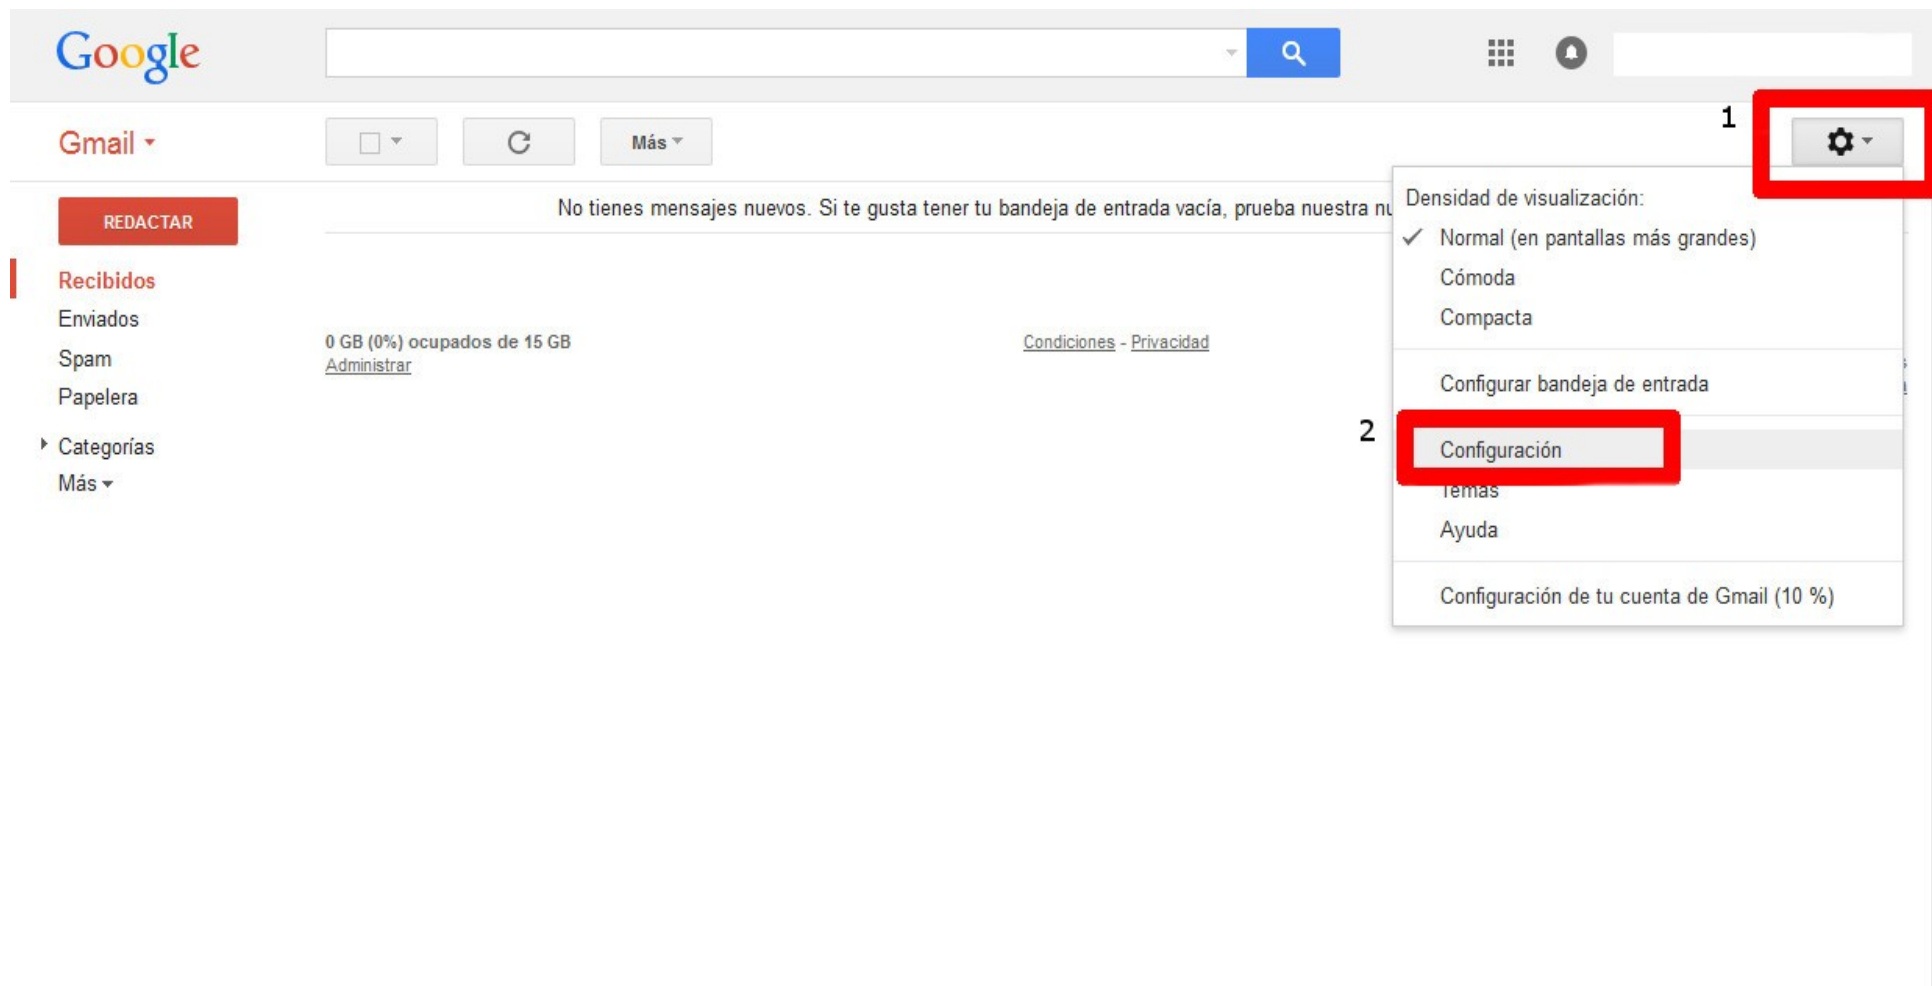 Google
1
Gmail
Más
REDACTAR
No tienes mensajes nuevos. Si te gusta tener tu bandeja de entrada vacía, prueba nuestra
Recibidos
Enviados
Spam
Papelera
Categorías
Más
0 GB (0%) ocupados de 15 GB
Administrar
Condiciones - Privacidad
Densidad de visualización:
Normal (en pantallas más grandes)
Cómoda
Compacta
Configurar bandeja de entrada
2
Configuración
Temas
Ayuda
Configuración de tu cuenta de Gmail (10 %)